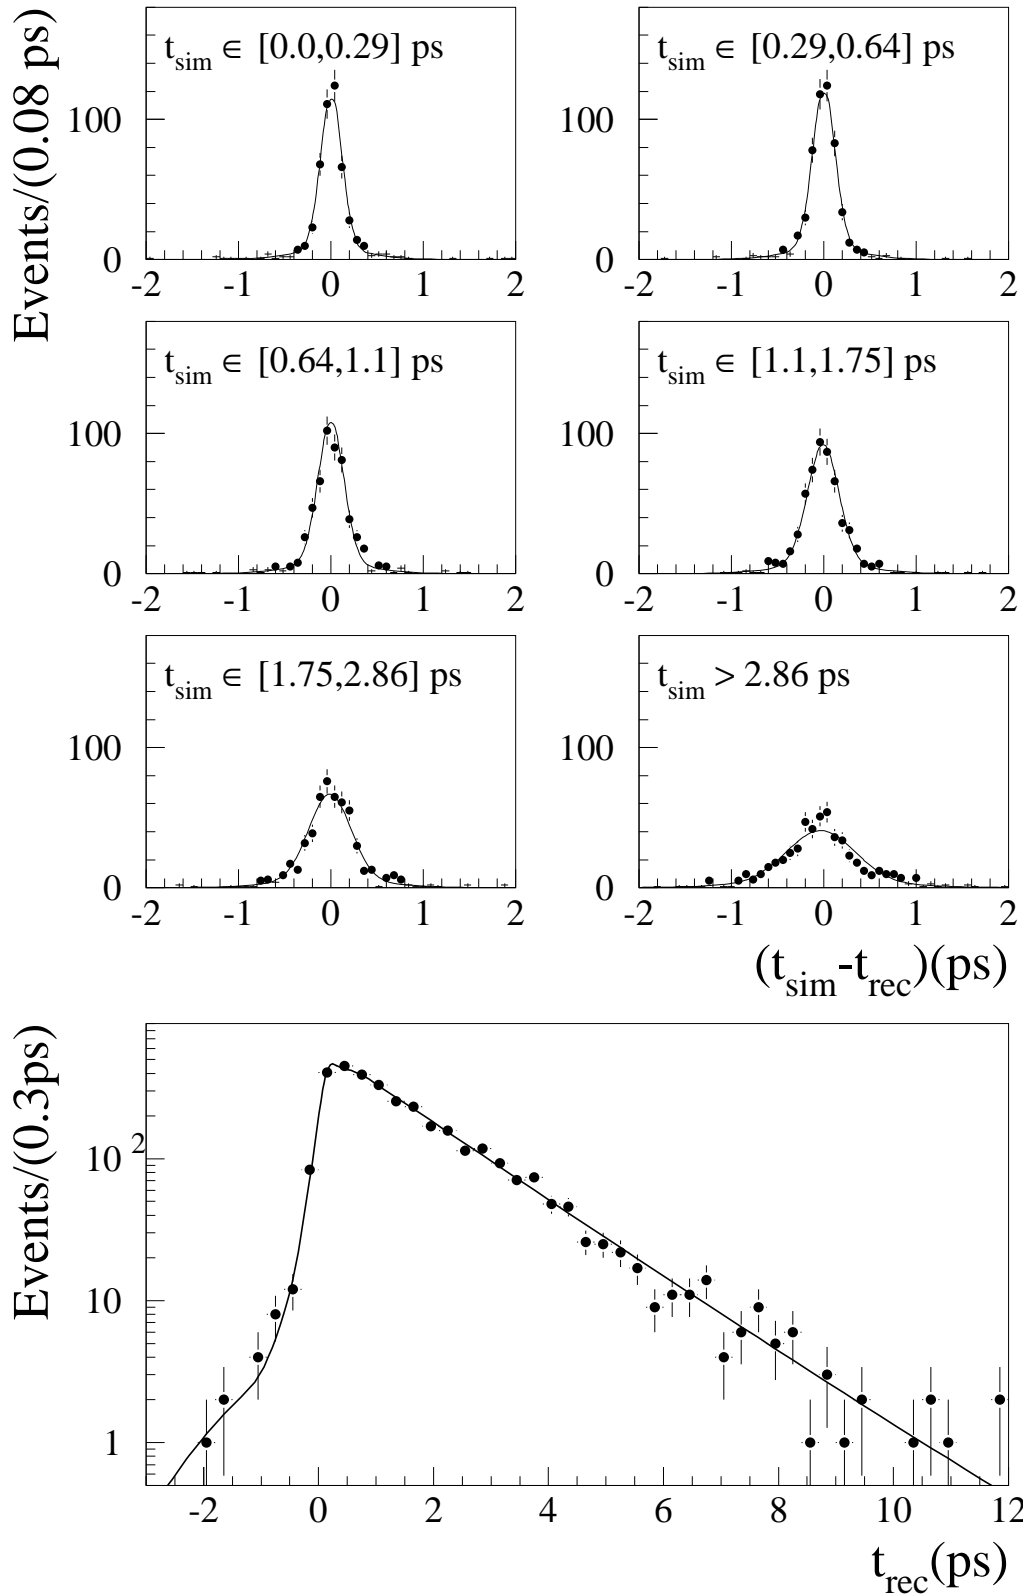 Events/(0.08 ps)
t_sim ∈ [0.0,0.29] ps
t_sim ∈ [0.29,0.64] ps
100
0
-2 -1 0 1 2
100
0
-2 -1 0 1 2
t_sim ∈ [0.64,1.1] ps
t_sim ∈ [1.1,1.75] ps
100
0
-2 -1 0 1 2
100
0
-2 -1 0 1 2
t_sim ∈ [1.75,2.86] ps
t_sim > 2.86 ps
100
0
-2 -1 0 1 2
100
0
-2 -1 0 1 2
(t_sim-t_rec)(ps)
Events/(0.3ps)
10^2
10
1
-2 0 2 4 6 8 10 12
t_rec(ps)